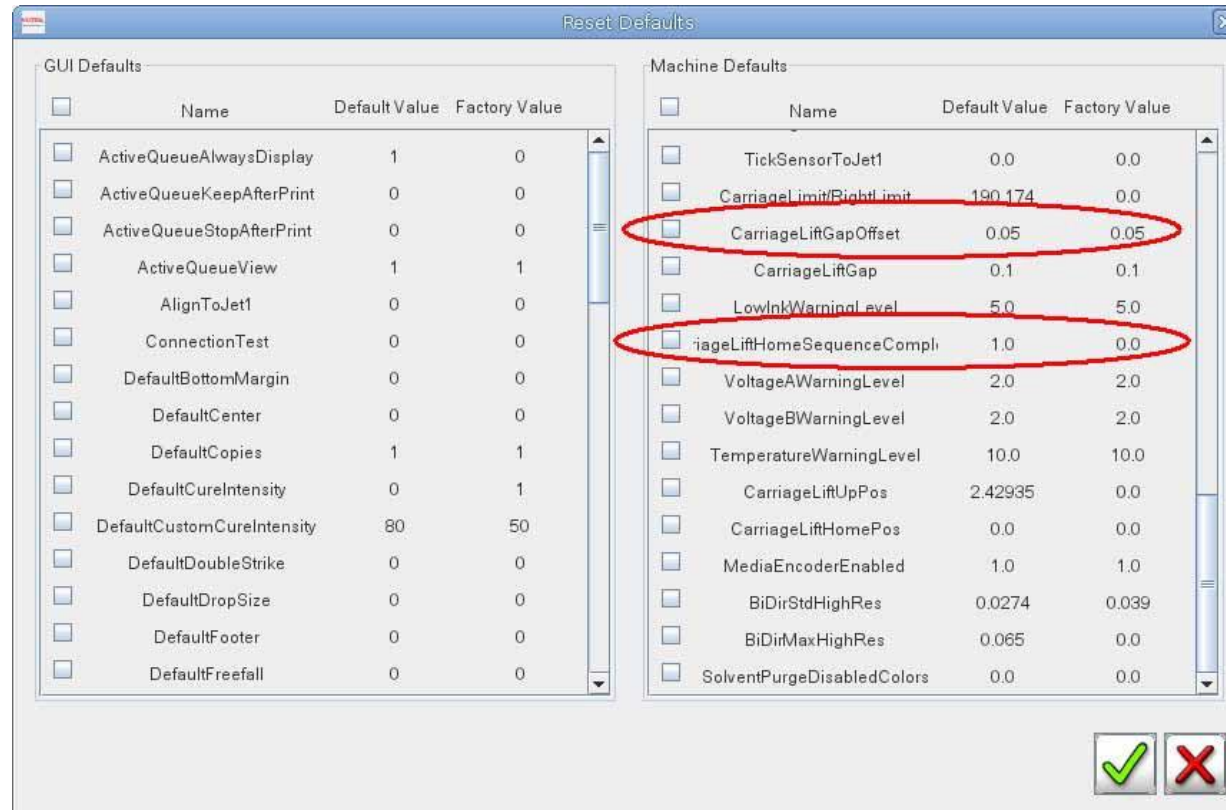 Reset Defaults
GUI Defaults
Name Default Value Factory Value
ActiveQueueAlwaysDisplay 1 0
ActiveQueueKeepAfterPrint 0 0
ActiveQueueStopAfterPrint 0 0
ActiveQueueView 1 1
AlignToJet1 0 0
ConnectionTest 0 0
DefaultBottomMargin 0 0
DefaultCenter 0 0
DefaultCopies 1 1
DefaultCureIntensity 0 1
DefaultCustomCureIntensity 80 50
DefaultDoubleStrike 0 0
DefaultDropSize 0 0
DefaultFooter 0 0
DefaultFreefall 0 0
Machine Defaults
Name Default Value Factory Value
TickSensorToJet1 0.0 0.0
CarriageLimit/RightLimit 190.174 0.0
CarriageLiftGapOffset 0.05 0.05
CarriageLiftGap 0.1 0.1
LowInkWarningLevel 5.0 5.0
riageLiftHomeSequenceComple 1.0 0.0
VoltageAWarningLevel 2.0 2.0
VoltageBWarningLevel 2.0 2.0
TemperatureWarningLevel 10.0 10.0
CarriageLiftUpPos 2.42935 0.0
CarriageLiftHomePos 0.0 0.0
MediaEncoderEnabled 1.0 1.0
BiDirStdHighRes 0.0274 0.039
BiDirMaxHighRes 0.065 0.0
SolventPurgeDisabledColors 0.0 0.0